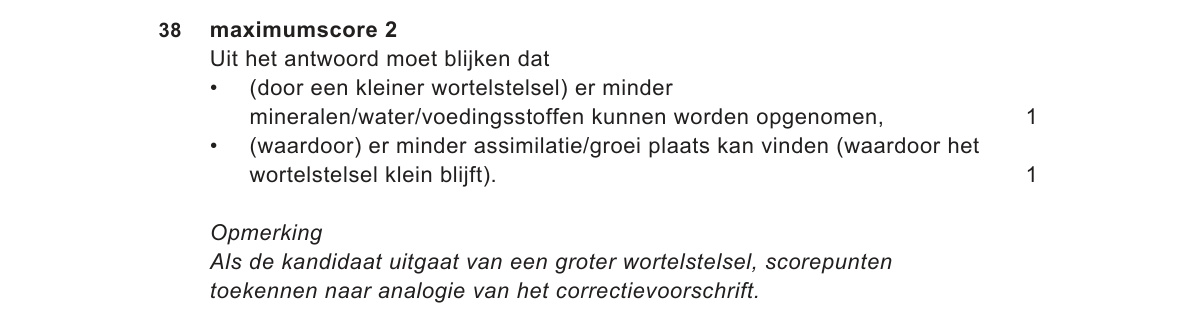 38 maximumscore 2
Uit het antwoord moet blijken dat
• (door een kleiner wortelstelsel) er minder
mineralen/water/voedingsstoffen kunnen worden opgenomen, 1
• (waardoor) er minder assimilatie/groei plaats kan vinden (waardoor het
wortelstelsel klein blijft). 1
Opmerking
Als de kandidaat uitgaat van een groter wortelstelsel, scorepunten
toekennen naar analogie van het correctievoorschrift.